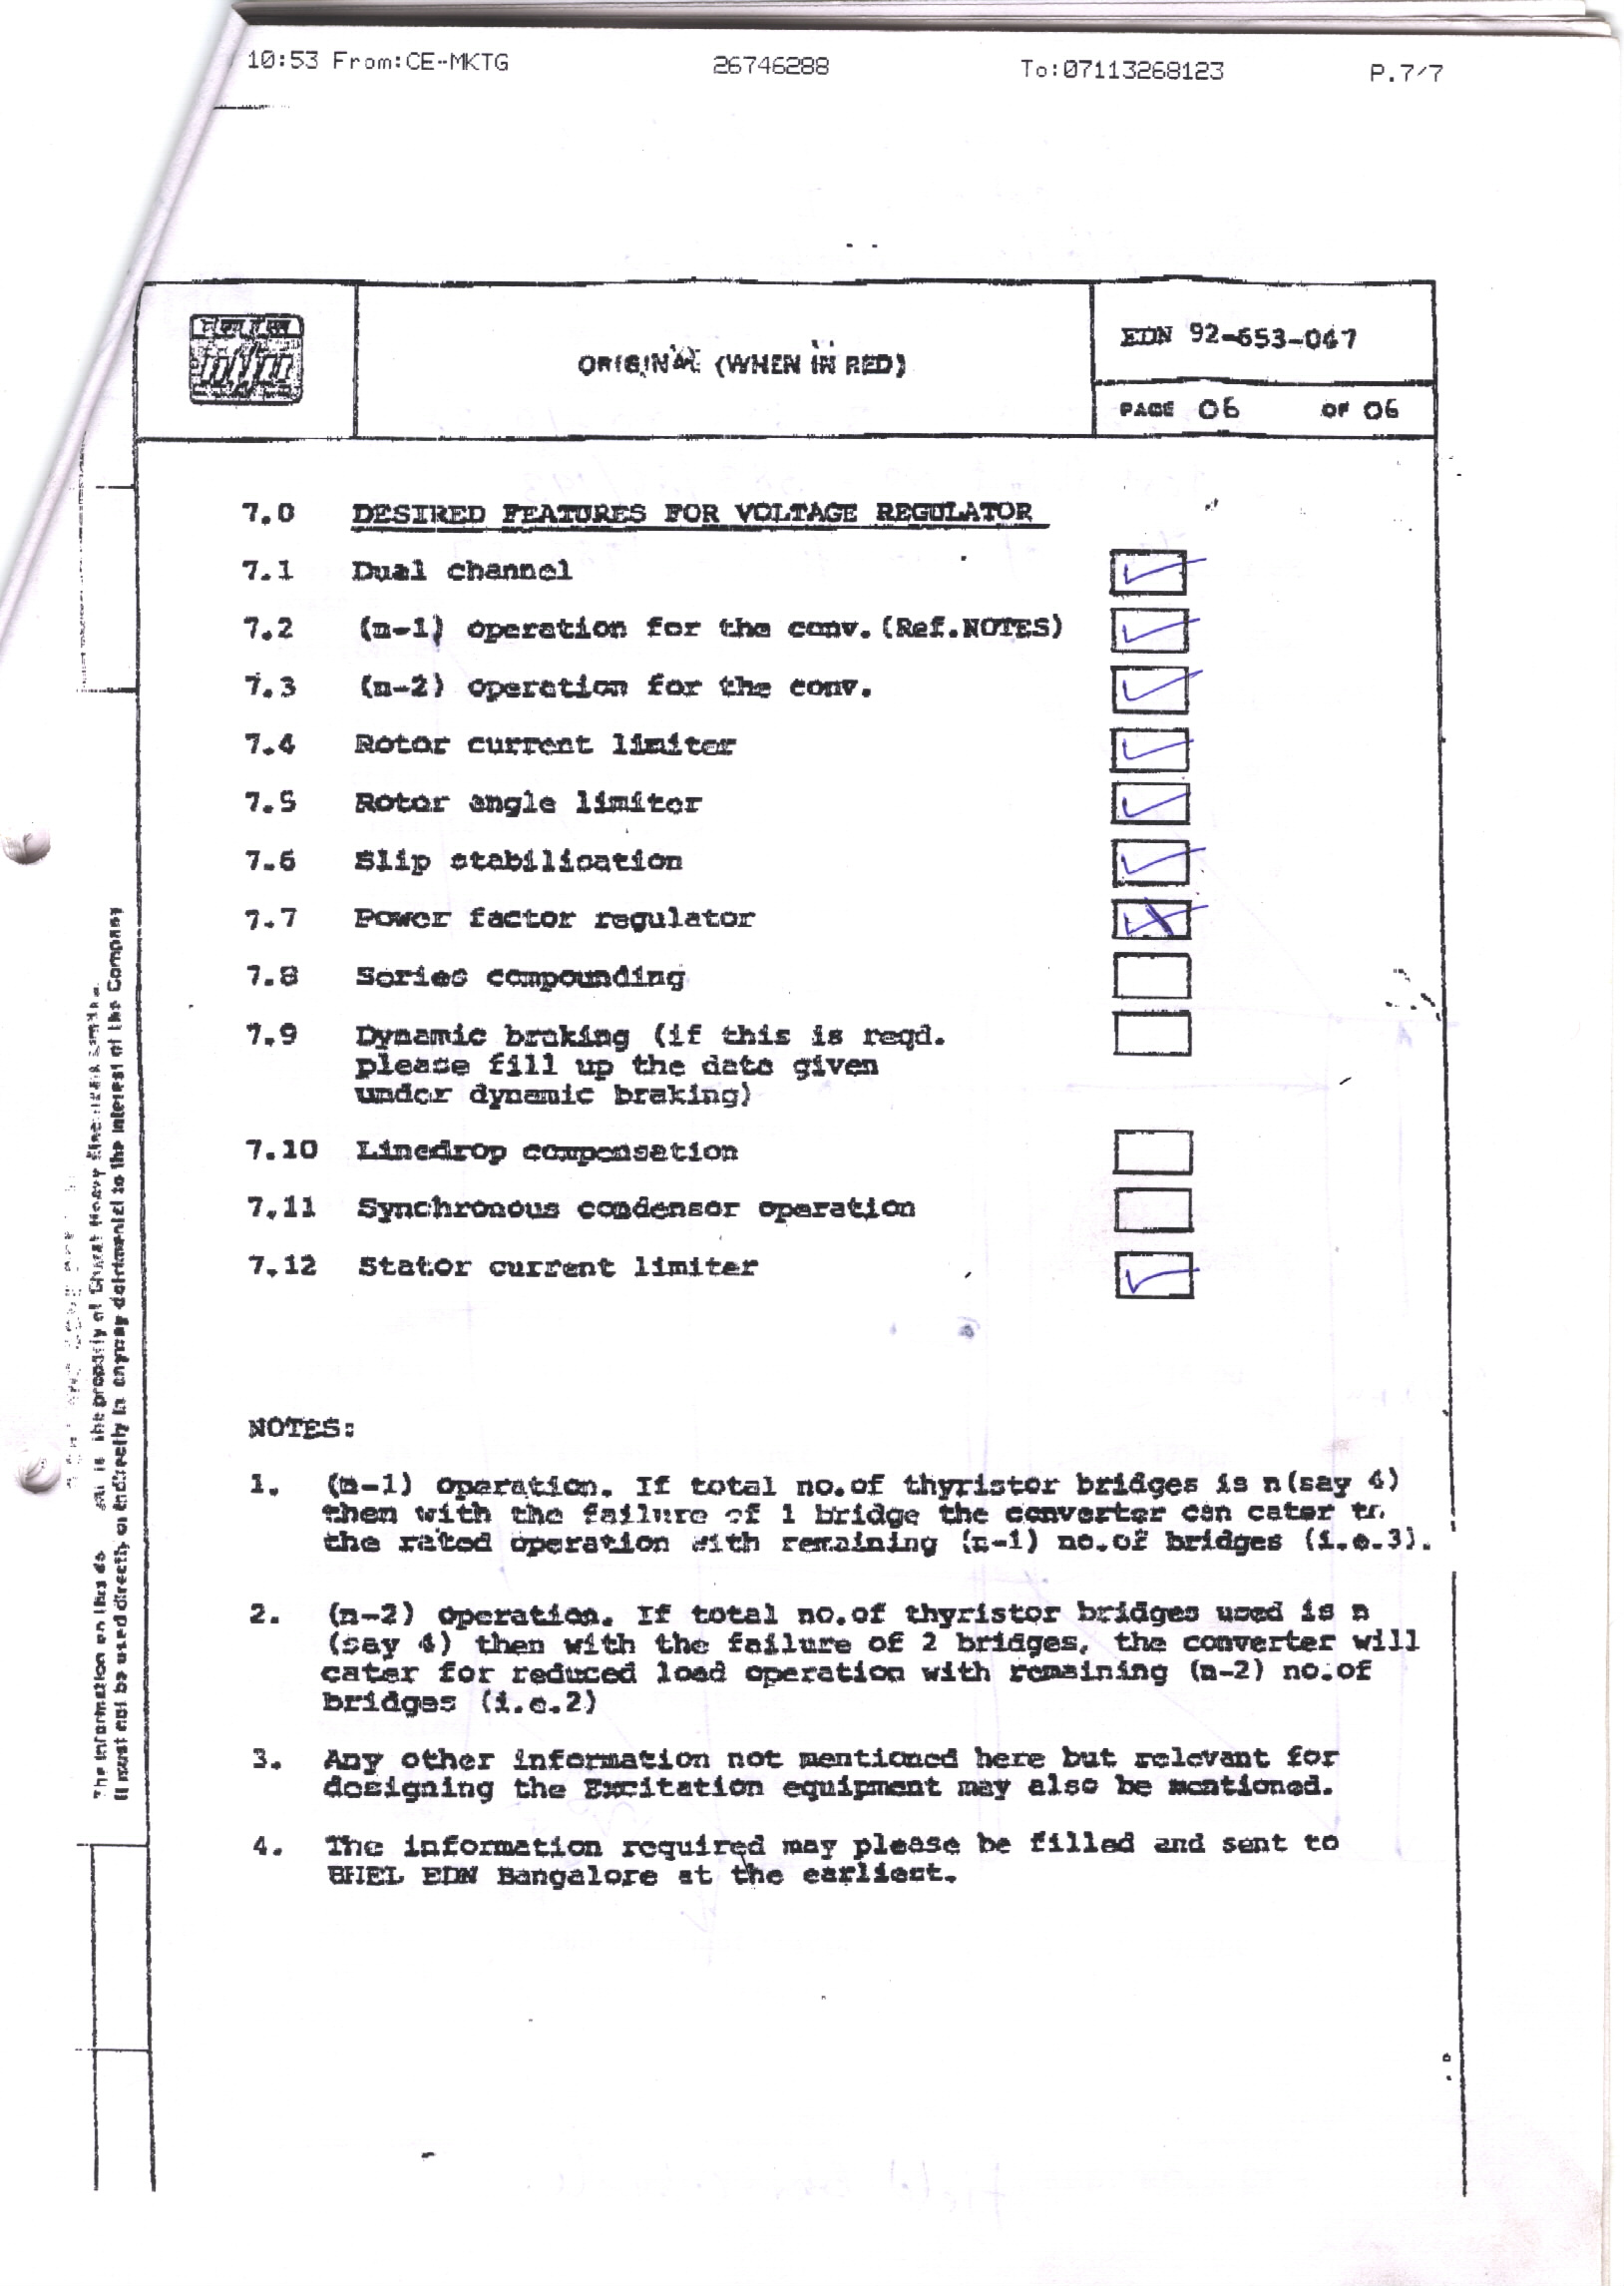 10:53 From:CE-MKTG 26746288 To:07113268123 P.7/7
ORIGINAL (WHEN IN RED)
EDN 92-653-047
PAGE 06 OF 06
7.0 DESIRED FEATURES FOR VOLTAGE REGULATOR
7.1 Dual channel
7.2 (n-1) operation for the conv.(Ref.NOTES)
7.3 (n-2) operation for the conv.
7.4 Rotor current limiter
7.5 Rotor angle limiter
7.6 Slip stabilisation
7.7 Power factor regulator
7.8 Series compounding
7.9 Dynamic braking (if this is reqd.
please fill up the data given
under dynamic braking)
7.10 Linedrop compensation
7.11 Synchronous condensor operation
7.12 Stator current limiter
NOTES:
1. (n-1) operation. If total no.of thyristor bridges is n(say 4)
then with the failure of 1 bridge the converter can cater to
the rated operation with remaining (n-1) no.of bridges (i.e.3).
2. (n-2) Operation. If total no.of thyristor bridges used is n
(say 4) then with the failure of 2 bridges, the converter will
cater for reduced load operation with remaining (n-2) no.of
bridges (i.e.2)
3. Any other information not mentioned here but relevant for
designing the Excitation equipment may also be mentioned.
4. The information required may please be filled and sent to
BHEL EDN Bangalore at the earliest.
The information on this is the property of Bharat Heavy Electricals Limited.
It must not be used directly or indirectly in anyway detrimental to the interest of the Company